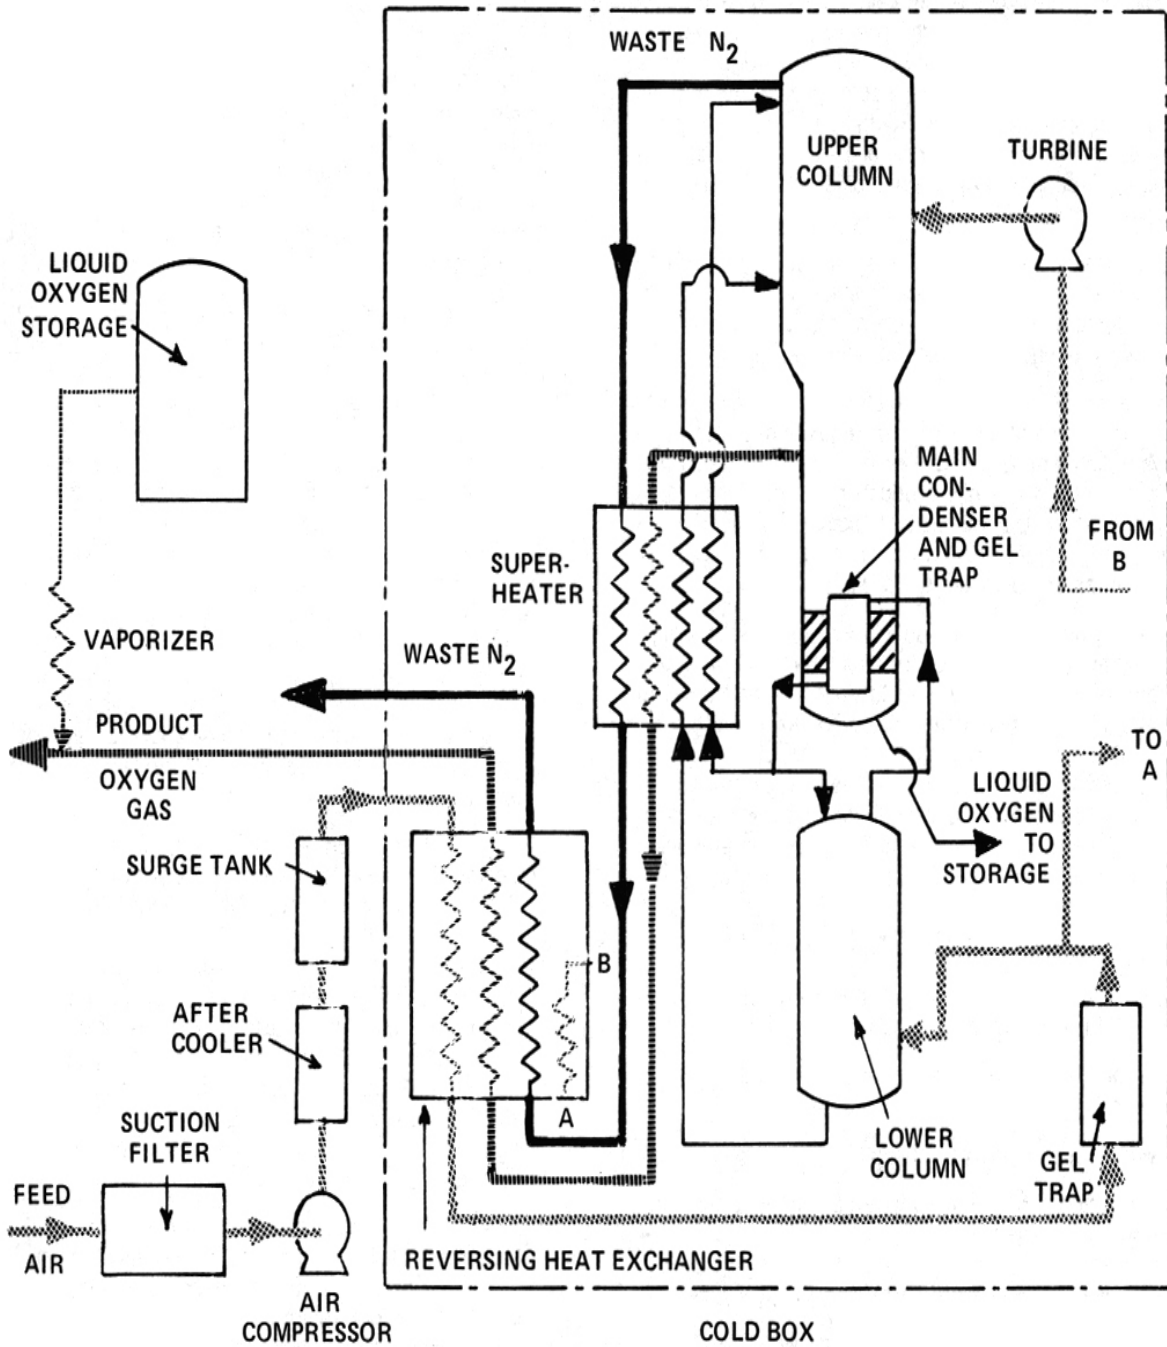 WASTE N2
UPPER
COLUMN
TURBINE
LIQUID
OXYGEN
STORAGE
MAIN
CON-
DENSER
AND GEL
TRAP
FROM
B
SUPER-
HEATER
VAPORIZER
WASTE N2
PRODUCT
OXYGEN
GAS
TO
A
LIQUID
OXYGEN
TO
STORAGE
SURGE TANK
B
AFTER
COOLER
A
SUCTION
FILTER
LOWER
COLUMN
GEL
TRAP
FEED
AIR
REVERSING HEAT EXCHANGER
AIR
COMPRESSOR
COLD BOX